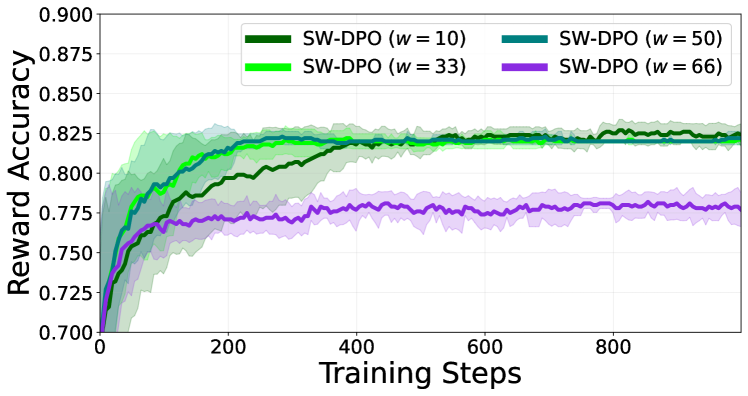 0.900
0.875
0.850
0.825
0.800
0.775
0.750
0.725
0.700
Reward Accuracy
SW-DPO (w = 10)
SW-DPO (w = 33)
SW-DPO (w = 50)
SW-DPO (w = 66)
0 200 400 600 800
Training Steps